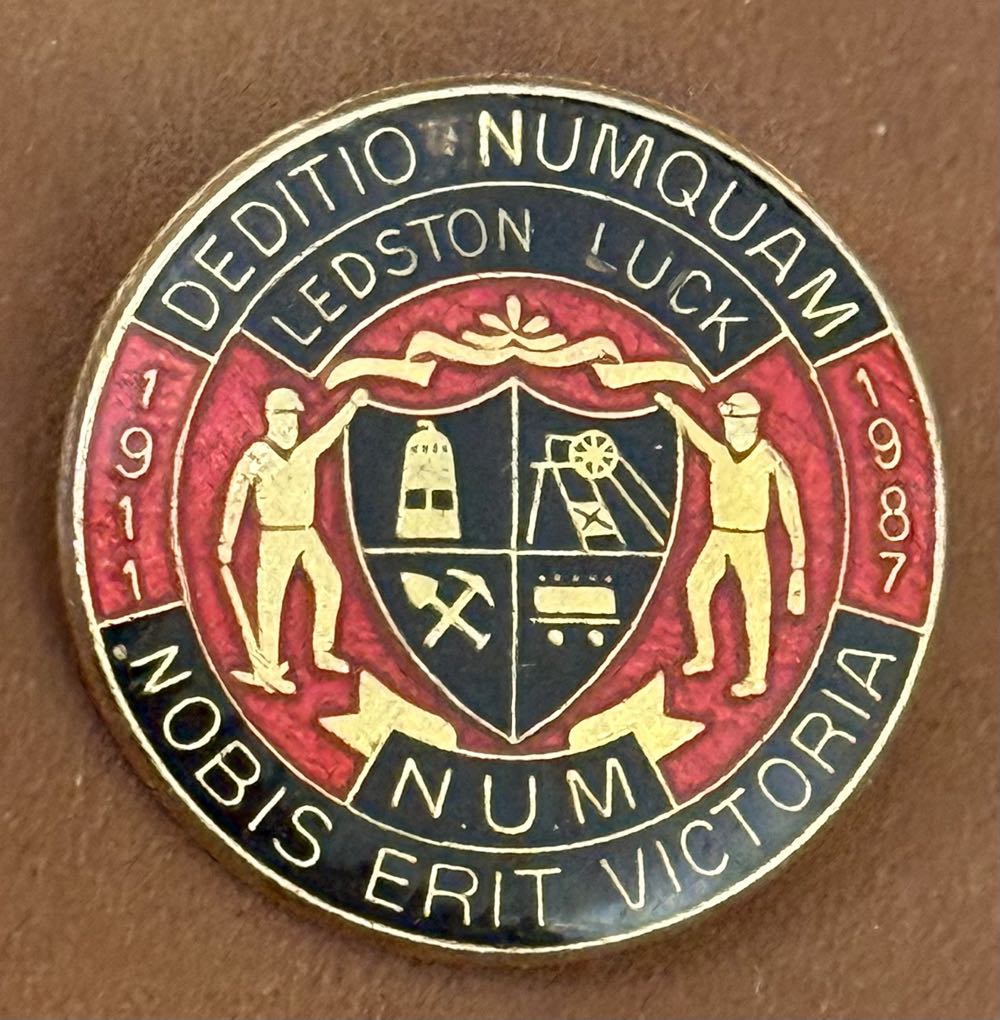 DEDITIO NUMQUAM
LEDSTON LUCK
1911
1987
N.U.M
NOBIS ERIT VICTORIA